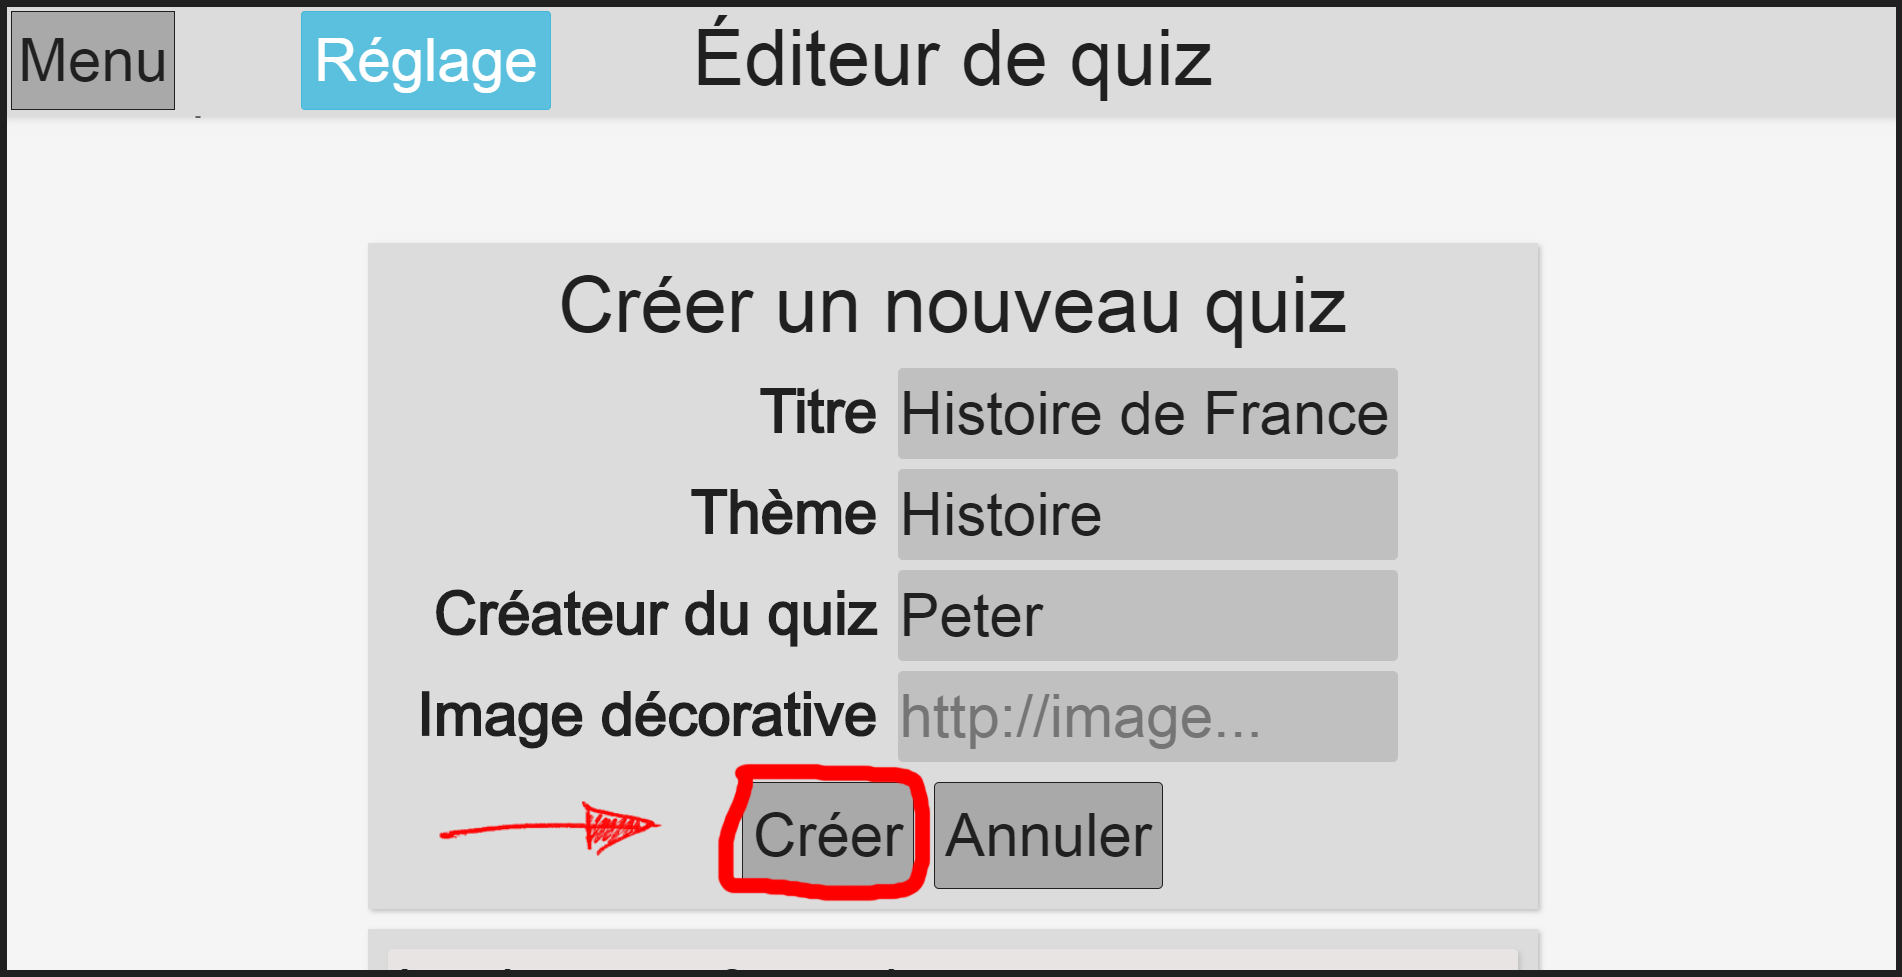 Menu
Réglage
Éditeur de quiz
Créer un nouveau quiz
Titre Histoire de France
Thème Histoire
Créateur du quiz Peter
Image décorative http://image...
Créer Annuler